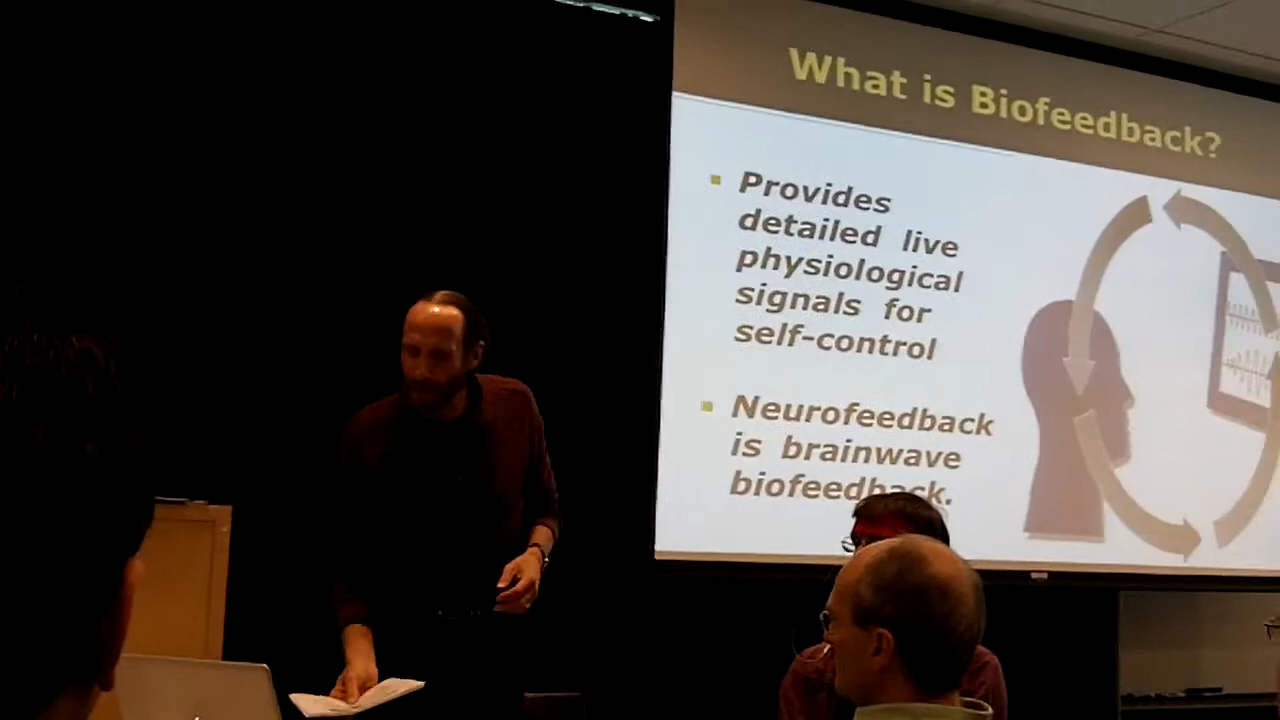 What is Biofeedback?
Provides
detailed live
physiological
signals for
self-control
Neurofeedback
is brainwave
biofeedback.